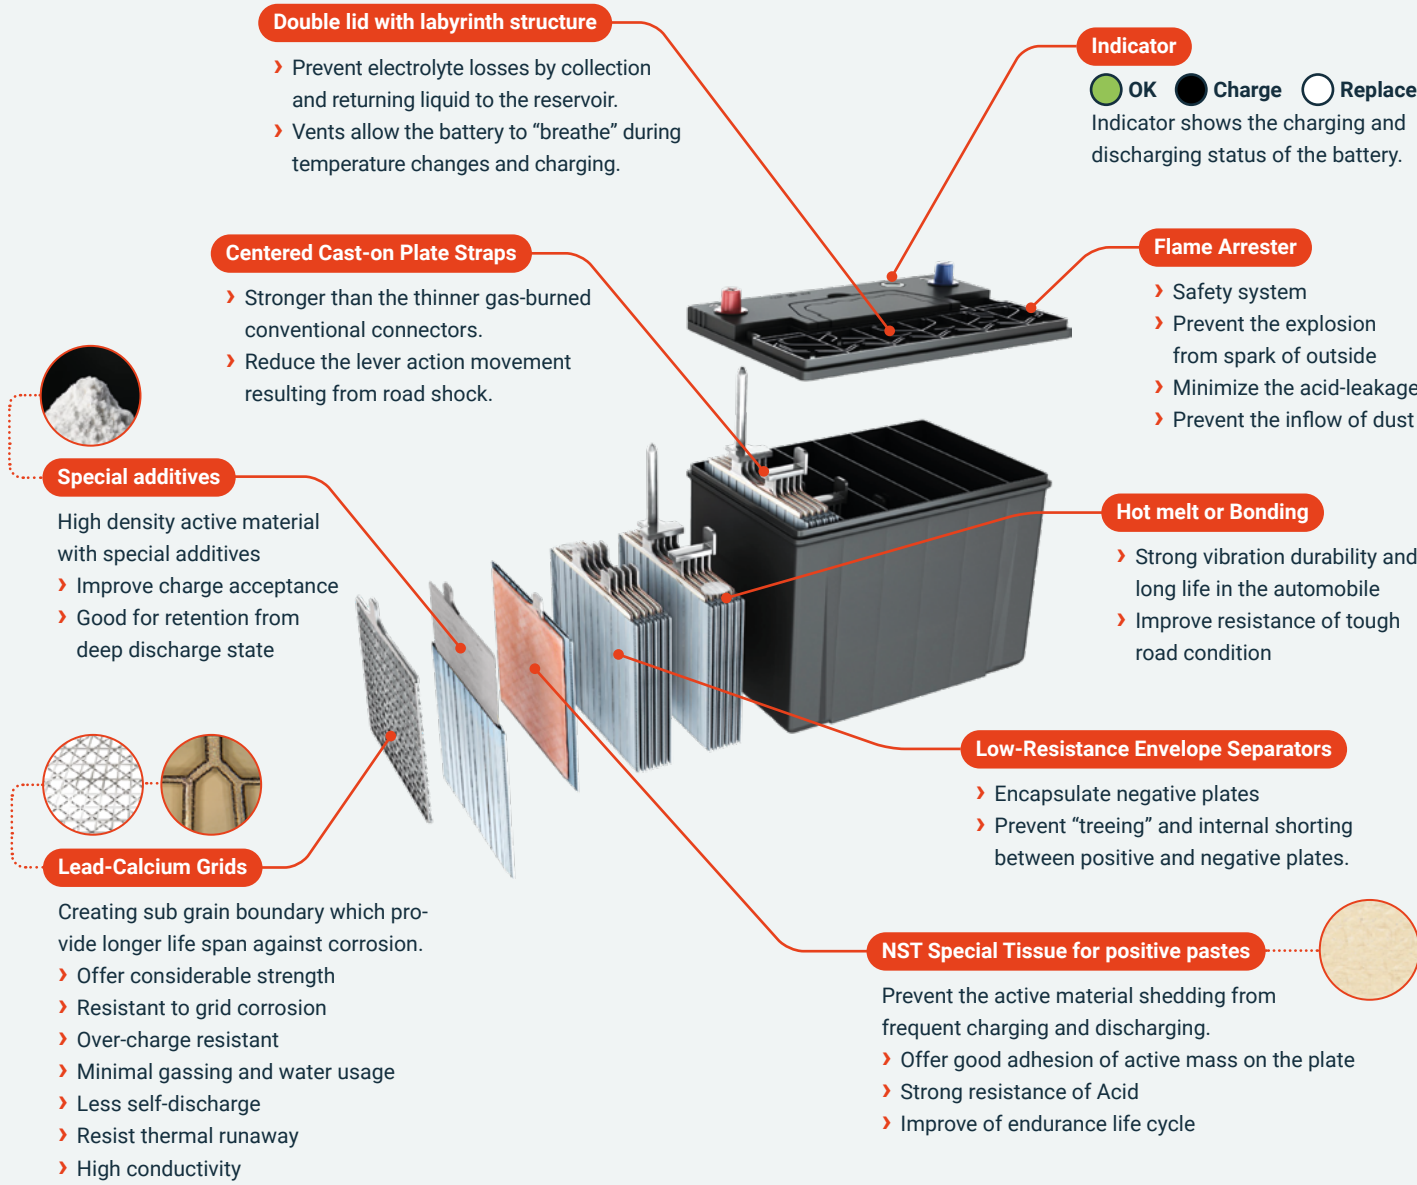 Double lid with labyrinth structure
› Prevent electrolyte losses by collection
and returning liquid to the reservoir.
› Vents allow the battery to “breathe” during
temperature changes and charging.
Indicator
OK Charge Replace
Indicator shows the charging and
discharging status of the battery.
Centered Cast-on Plate Straps
› Stronger than the thinner gas-burned
conventional connectors.
› Reduce the lever action movement
resulting from road shock.
Flame Arrester
› Safety system
› Prevent the explosion
from spark of outside
› Minimize the acid-leakage
› Prevent the inflow of dust
Special additives
High density active material
with special additives
› Improve charge acceptance
› Good for retention from
deep discharge state
Hot melt or Bonding
› Strong vibration durability and
long life in the automobile
› Improve resistance of tough
road condition
Low-Resistance Envelope Separators
› Encapsulate negative plates
› Prevent “treeing” and internal shorting
between positive and negative plates.
Lead-Calcium Grids
Creating sub grain boundary which pro-
vide longer life span against corrosion.
› Offer considerable strength
› Resistant to grid corrosion
› Over-charge resistant
› Minimal gassing and water usage
› Less self-discharge
› Resist thermal runaway
› High conductivity
NST Special Tissue for positive pastes
Prevent the active material shedding from
frequent charging and discharging.
› Offer good adhesion of active mass on the plate
› Strong resistance of Acid
› Improve of endurance life cycle